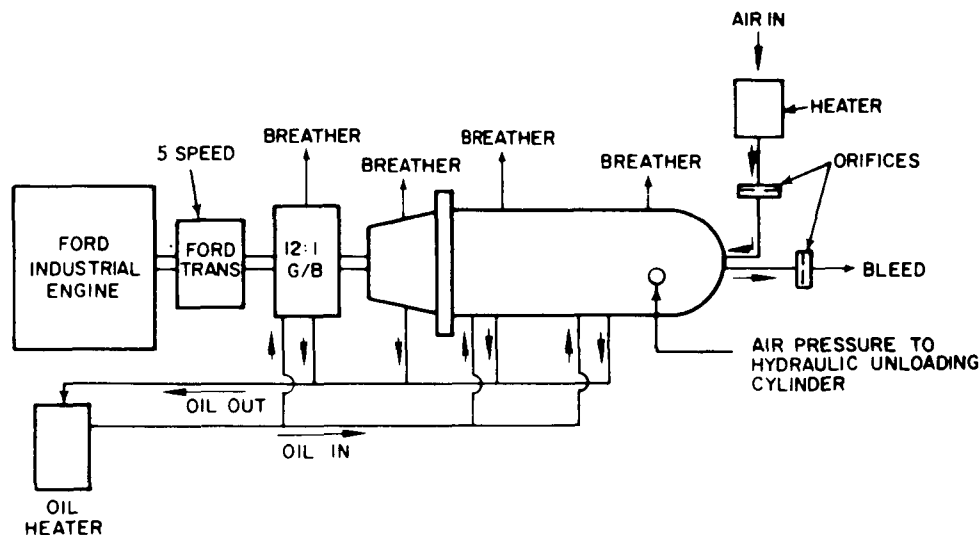 AIR IN
HEATER
BREATHER
BREATHER
BREATHER
BREATHER
5 SPEED
ORIFICES
FORD
INDUSTRIAL
ENGINE
FORD
TRANS
12:1
G/B
BLEED
AIR PRESSURE TO
HYDRAULIC UNLOADING
CYLINDER
OIL OUT
OIL IN
OIL
HEATER